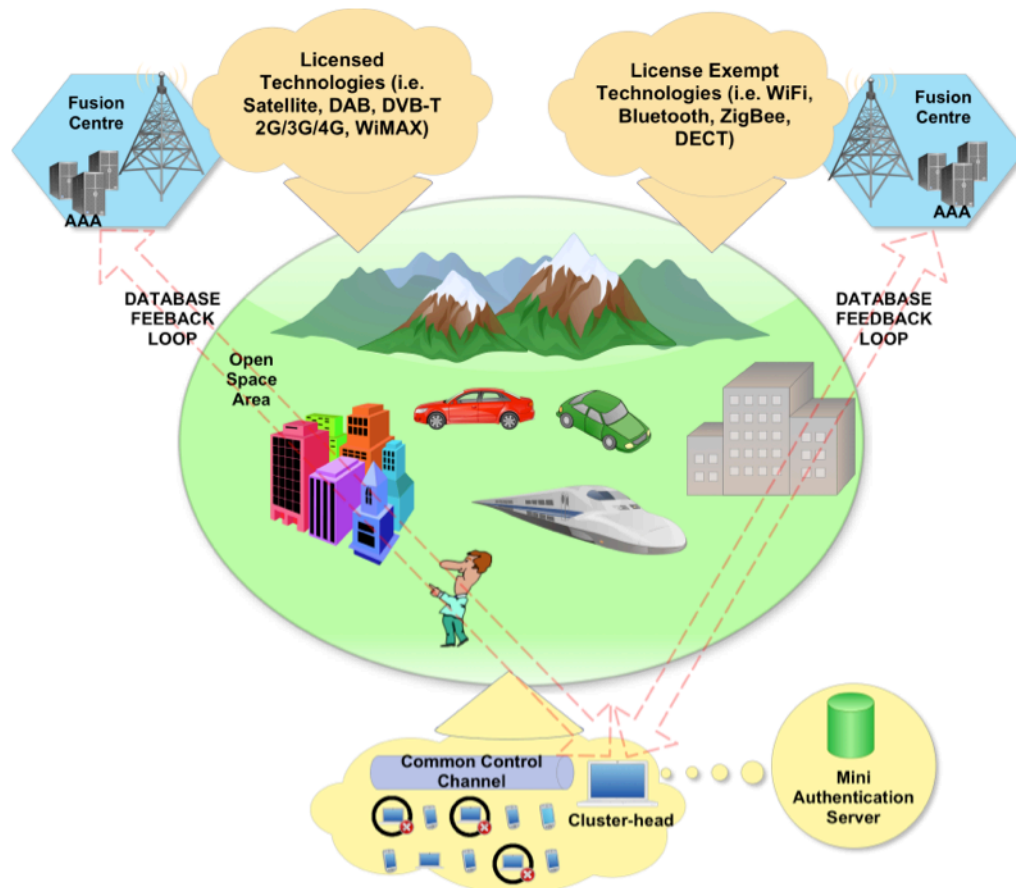 Fusion
Centre
AAA
Licensed
Technologies (i.e.
Satellite, DAB, DVB-T
2G/3G/4G, WiMAX)
License Exempt
Technologies (i.e. WiFi,
Bluetooth, ZigBee,
DECT)
Fusion
Centre
AAA
DATABASE
FEEBACK
LOOP
DATABASE
FEEDBACK
LOOP
Open
Space
Area
Common Control
Channel
Cluster-head
Mini
Authentication
Server